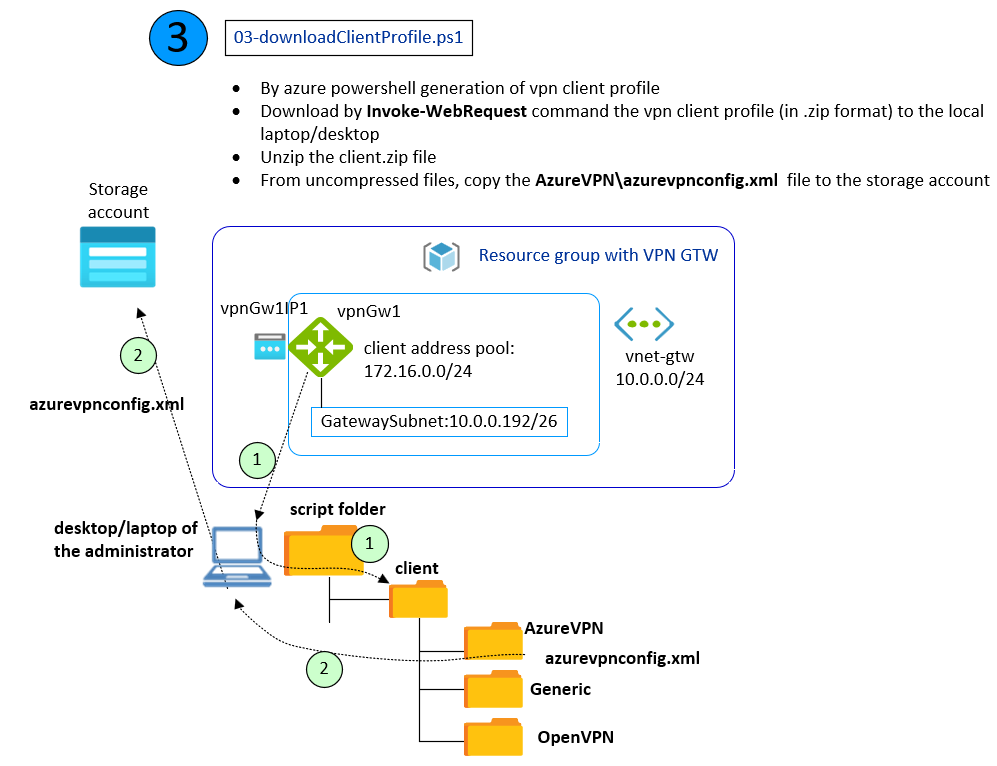 3
03-downloadClientProfile.ps1
• By azure powershell generation of vpn client profile
• Download by Invoke-WebRequest command the vpn client profile (in .zip format) to the local
laptop/desktop
• Unzip the client.zip file
• From uncompressed files, copy the AzureVPN\azurevpnconfig.xml file to the storage account
Storage
account
Resource group with VPN GTW
vpnGw1IP1
vpnGw1
client address pool:
172.16.0.0/24
vnet-gtw
10.0.0.0/24
2
azurevpnconfig.xml
GatewaySubnet:10.0.0.192/26
1
script folder
desktop/laptop of
the administrator
1
client
AzureVPN
azurevpnconfig.xml
2
Generic
OpenVPN